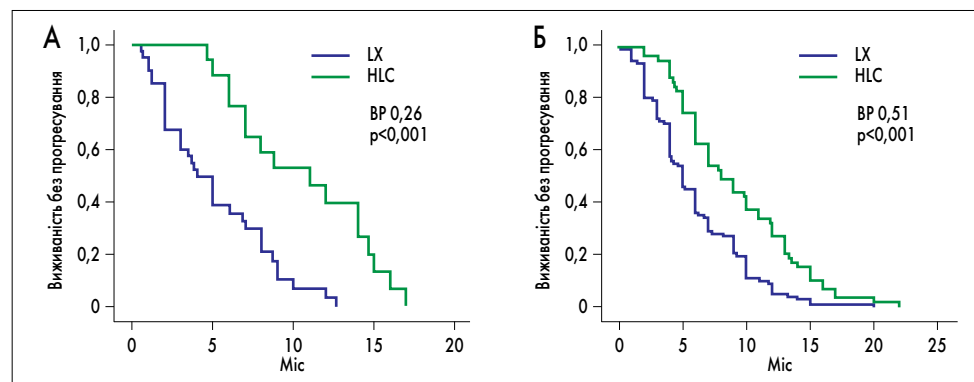 А
Виживаність без прогресування
1,0
0,8
0,6
0,4
0,2
0
LX
HLC
ВР 0,26
p<0,001
0 5 10 15 20
Міс
Б
Виживаність без прогресування
1,0
0,8
0,6
0,4
0,2
0
LX
HLC
ВР 0,51
p<0,001
0 5 10 15 20 25
Міс